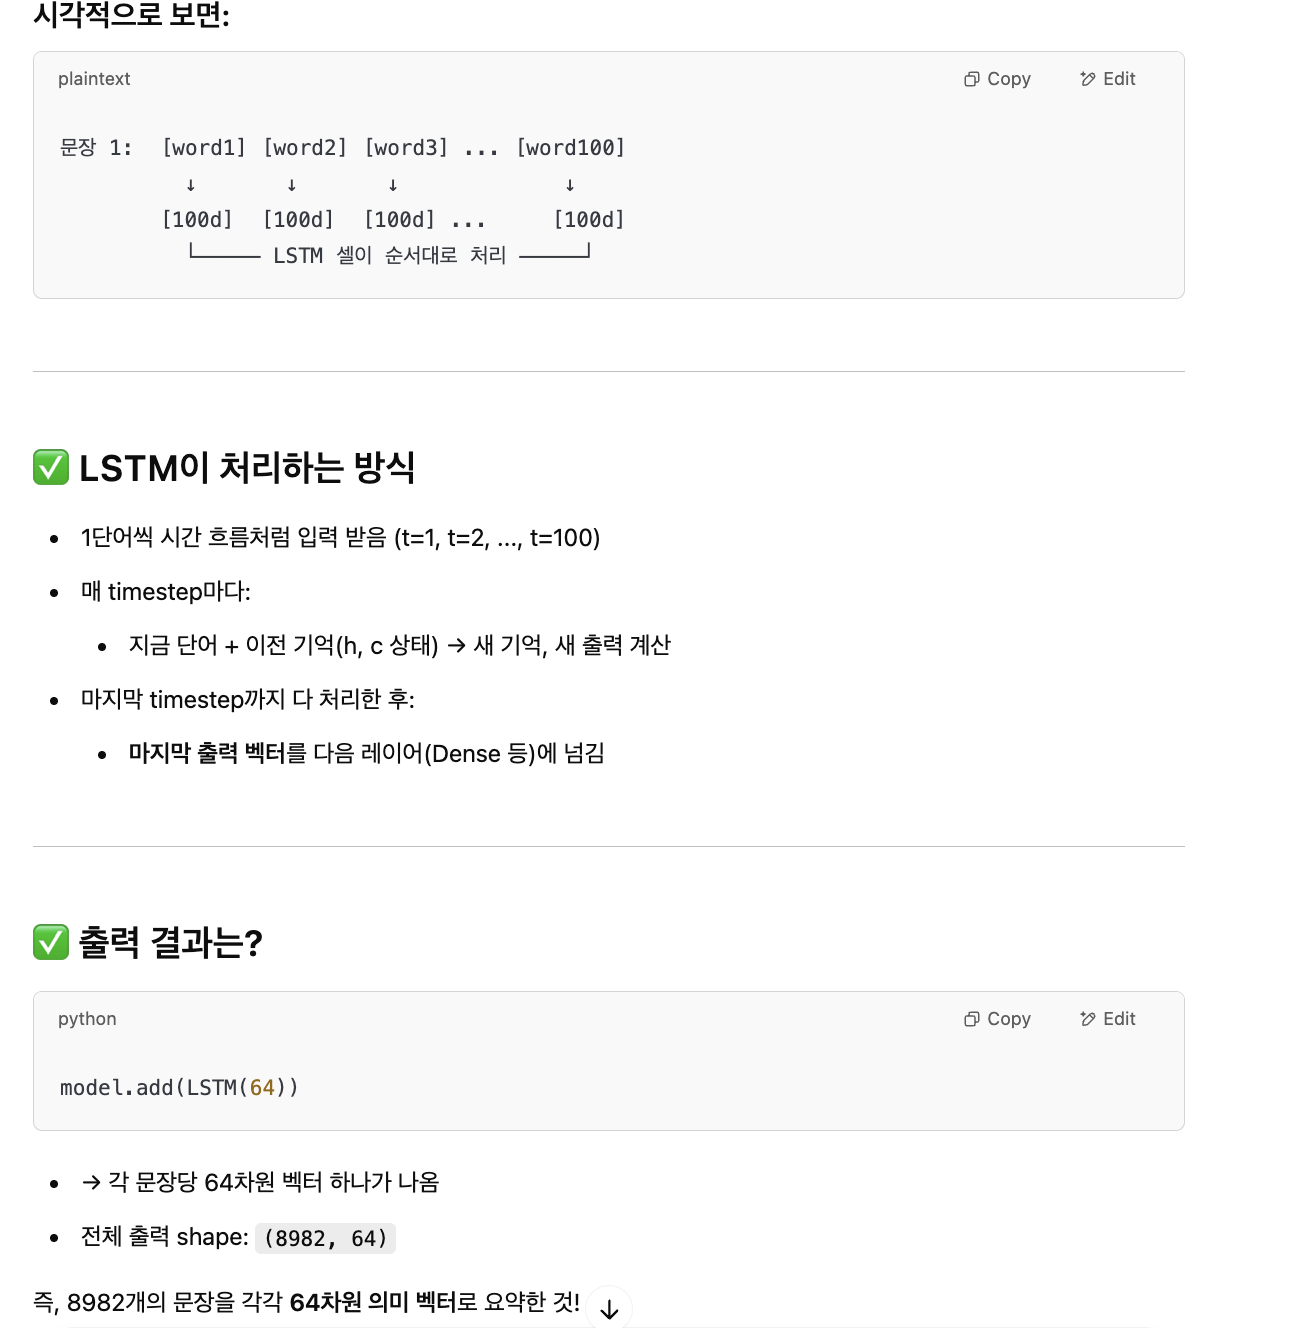 시각적으로 보면:
plaintext Copy Edit
문장 1: [word1] [word2] [word3] ... [word100]
↓ ↓ ↓ ↓
[100d] [100d] [100d] ... [100d]
└───── LSTM 셀이 순서대로 처리 ─────┘
✅ LSTM이 처리하는 방식
• 1단어씩 시간 흐름처럼 입력 받음 (t=1, t=2, ..., t=100)
• 매 timestep마다:
• 지금 단어 + 이전 기억(h, c 상태) → 새 기억, 새 출력 계산
• 마지막 timestep까지 다 처리한 후:
• 마지막 출력 벡터를 다음 레이어(Dense 등)에 넘김
✅ 출력 결과는?
python Copy Edit
model.add(LSTM(64))
• → 각 문장당 64차원 벡터 하나가 나옴
• 전체 출력 shape: (8982, 64)
즉, 8982개의 문장을 각각 64차원 의미 벡터로 요약한 것!